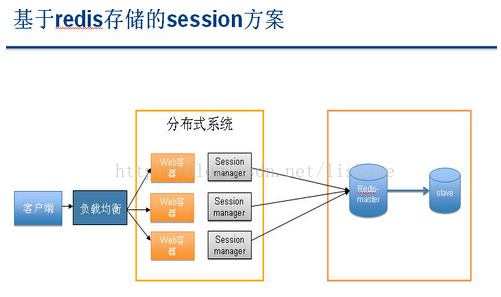 基于redis存储的session方案
分布式系统
Web容
器
Session
manager
Web容
器
Session
manager
Web容
器
Session
manager
客户端
负载均衡
Redis-
master
slave